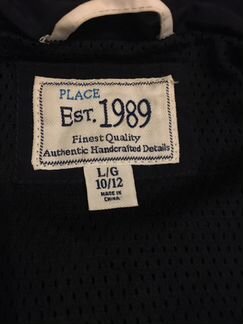 PLACE
EST. 1989
Finest Quality
Authentic Handcrafted Details
L/G
10/12
MADE IN
CHINA